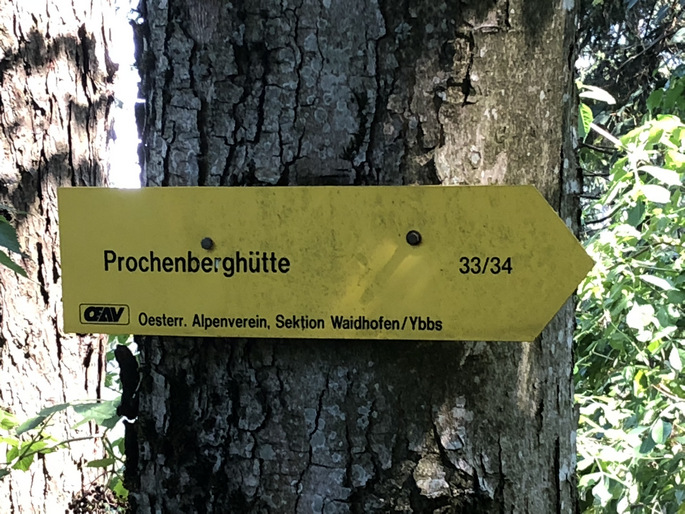 Prochenberghütte 33/34
OEAV Oesterr. Alpenverein, Sektion Waidhofen/Ybbs